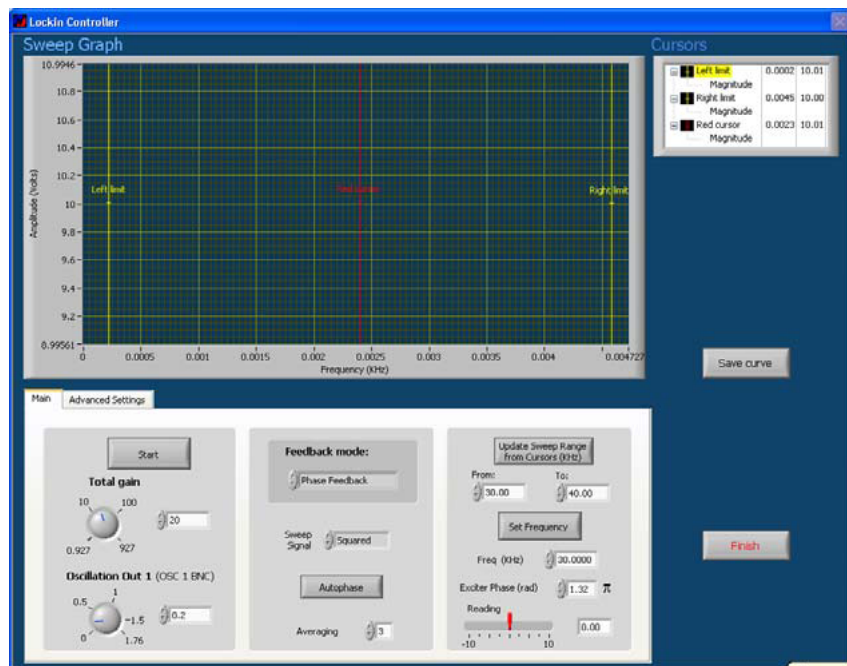 Lockin Controller
Sweep Graph
Cursors
10.9946
10.8
10.6
10.4
10.2
10
9.8
9.6
9.4
9.2
8.99561
Amplitude (Volts)
Left limit
Red cursor
Right limit
0 0.0005 0.001 0.0015 0.002 0.0025 0.003 0.0035 0.004 0.004727
Frequency (KHz)
Left limit 0.0002 10.01
Magnitude
Right limit 0.0045 10.00
Magnitude
Red cursor 0.0023 10.01
Magnitude
Save curve
Finish
Main Advanced Settings
Start
Total gain
10 100
0.927 927
20
Oscillation Out 1 (OSC 1 BNC)
0.5 1
-1.5
0 1.76
0.2
Feedback mode:
Phase Feedback
Sweep
Signal
Squared
Autophase
Averaging 3
Update Sweep Range
from Cursors (KHz)
From: To:
30.00 40.00
Set Frequency
Freq (KHz) 30.0000
Exciter Phase (rad) 1.32 π
Reading
-10 10
0.00